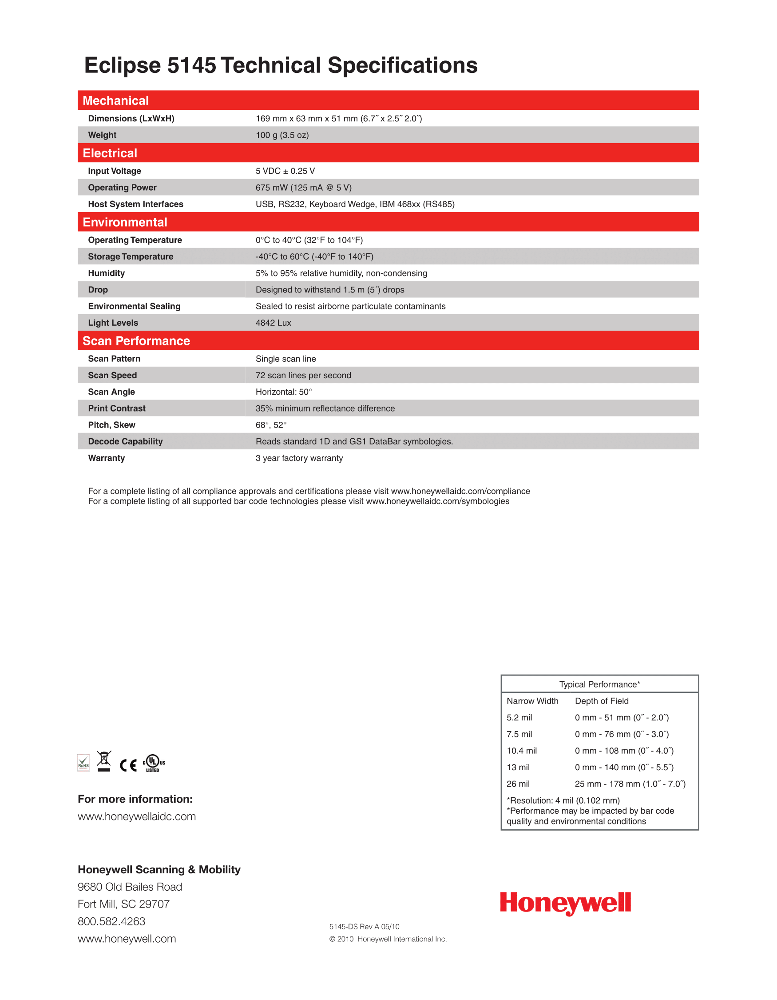 Eclipse 5145 Technical Specifications
Mechanical
Dimensions (LxWxH) 169 mm x 63 mm x 51 mm (6.7˝ x 2.5˝ 2.0˝)
Weight 100 g (3.5 oz)
Electrical
Input Voltage 5 VDC ± 0.25 V
Operating Power 675 mW (125 mA @ 5 V)
Host System Interfaces USB, RS232, Keyboard Wedge, IBM 468xx (RS485)
Environmental
Operating Temperature 0°C to 40°C (32°F to 104°F)
Storage Temperature -40°C to 60°C (-40°F to 140°F)
Humidity 5% to 95% relative humidity, non-condensing
Drop Designed to withstand 1.5 m (5´) drops
Environmental Sealing Sealed to resist airborne particulate contaminants
Light Levels 4842 Lux
Scan Performance
Scan Pattern Single scan line
Scan Speed 72 scan lines per second
Scan Angle Horizontal: 50°
Print Contrast 35% minimum reflectance difference
Pitch, Skew 68°, 52°
Decode Capability Reads standard 1D and GS1 DataBar symbologies.
Warranty 3 year factory warranty
For a complete listing of all compliance approvals and certifications please visit www.honeywellaidc.com/compliance
For a complete listing of all supported bar code technologies please visit www.honeywellaidc.com/symbologies
Typical Performance*
Narrow Width Depth of Field
5.2 mil 0 mm - 51 mm (0˝ - 2.0˝)
7.5 mil 0 mm - 76 mm (0˝ - 3.0˝)
10.4 mil 0 mm - 108 mm (0˝ - 4.0˝)
13 mil 0 mm - 140 mm (0˝ - 5.5˝)
26 mil 25 mm - 178 mm (1.0˝ - 7.0˝)
*Resolution: 4 mil (0.102 mm)
*Performance may be impacted by bar code
quality and environmental conditions
RoHS
CE
C UL US
LISTED
For more information:
www.honeywellaidc.com
Honeywell Scanning & Mobility
9680 Old Bailes Road
Fort Mill, SC 29707
800.582.4263
www.honeywell.com
5145-DS Rev A 05/10
© 2010 Honeywell International Inc.
Honeywell